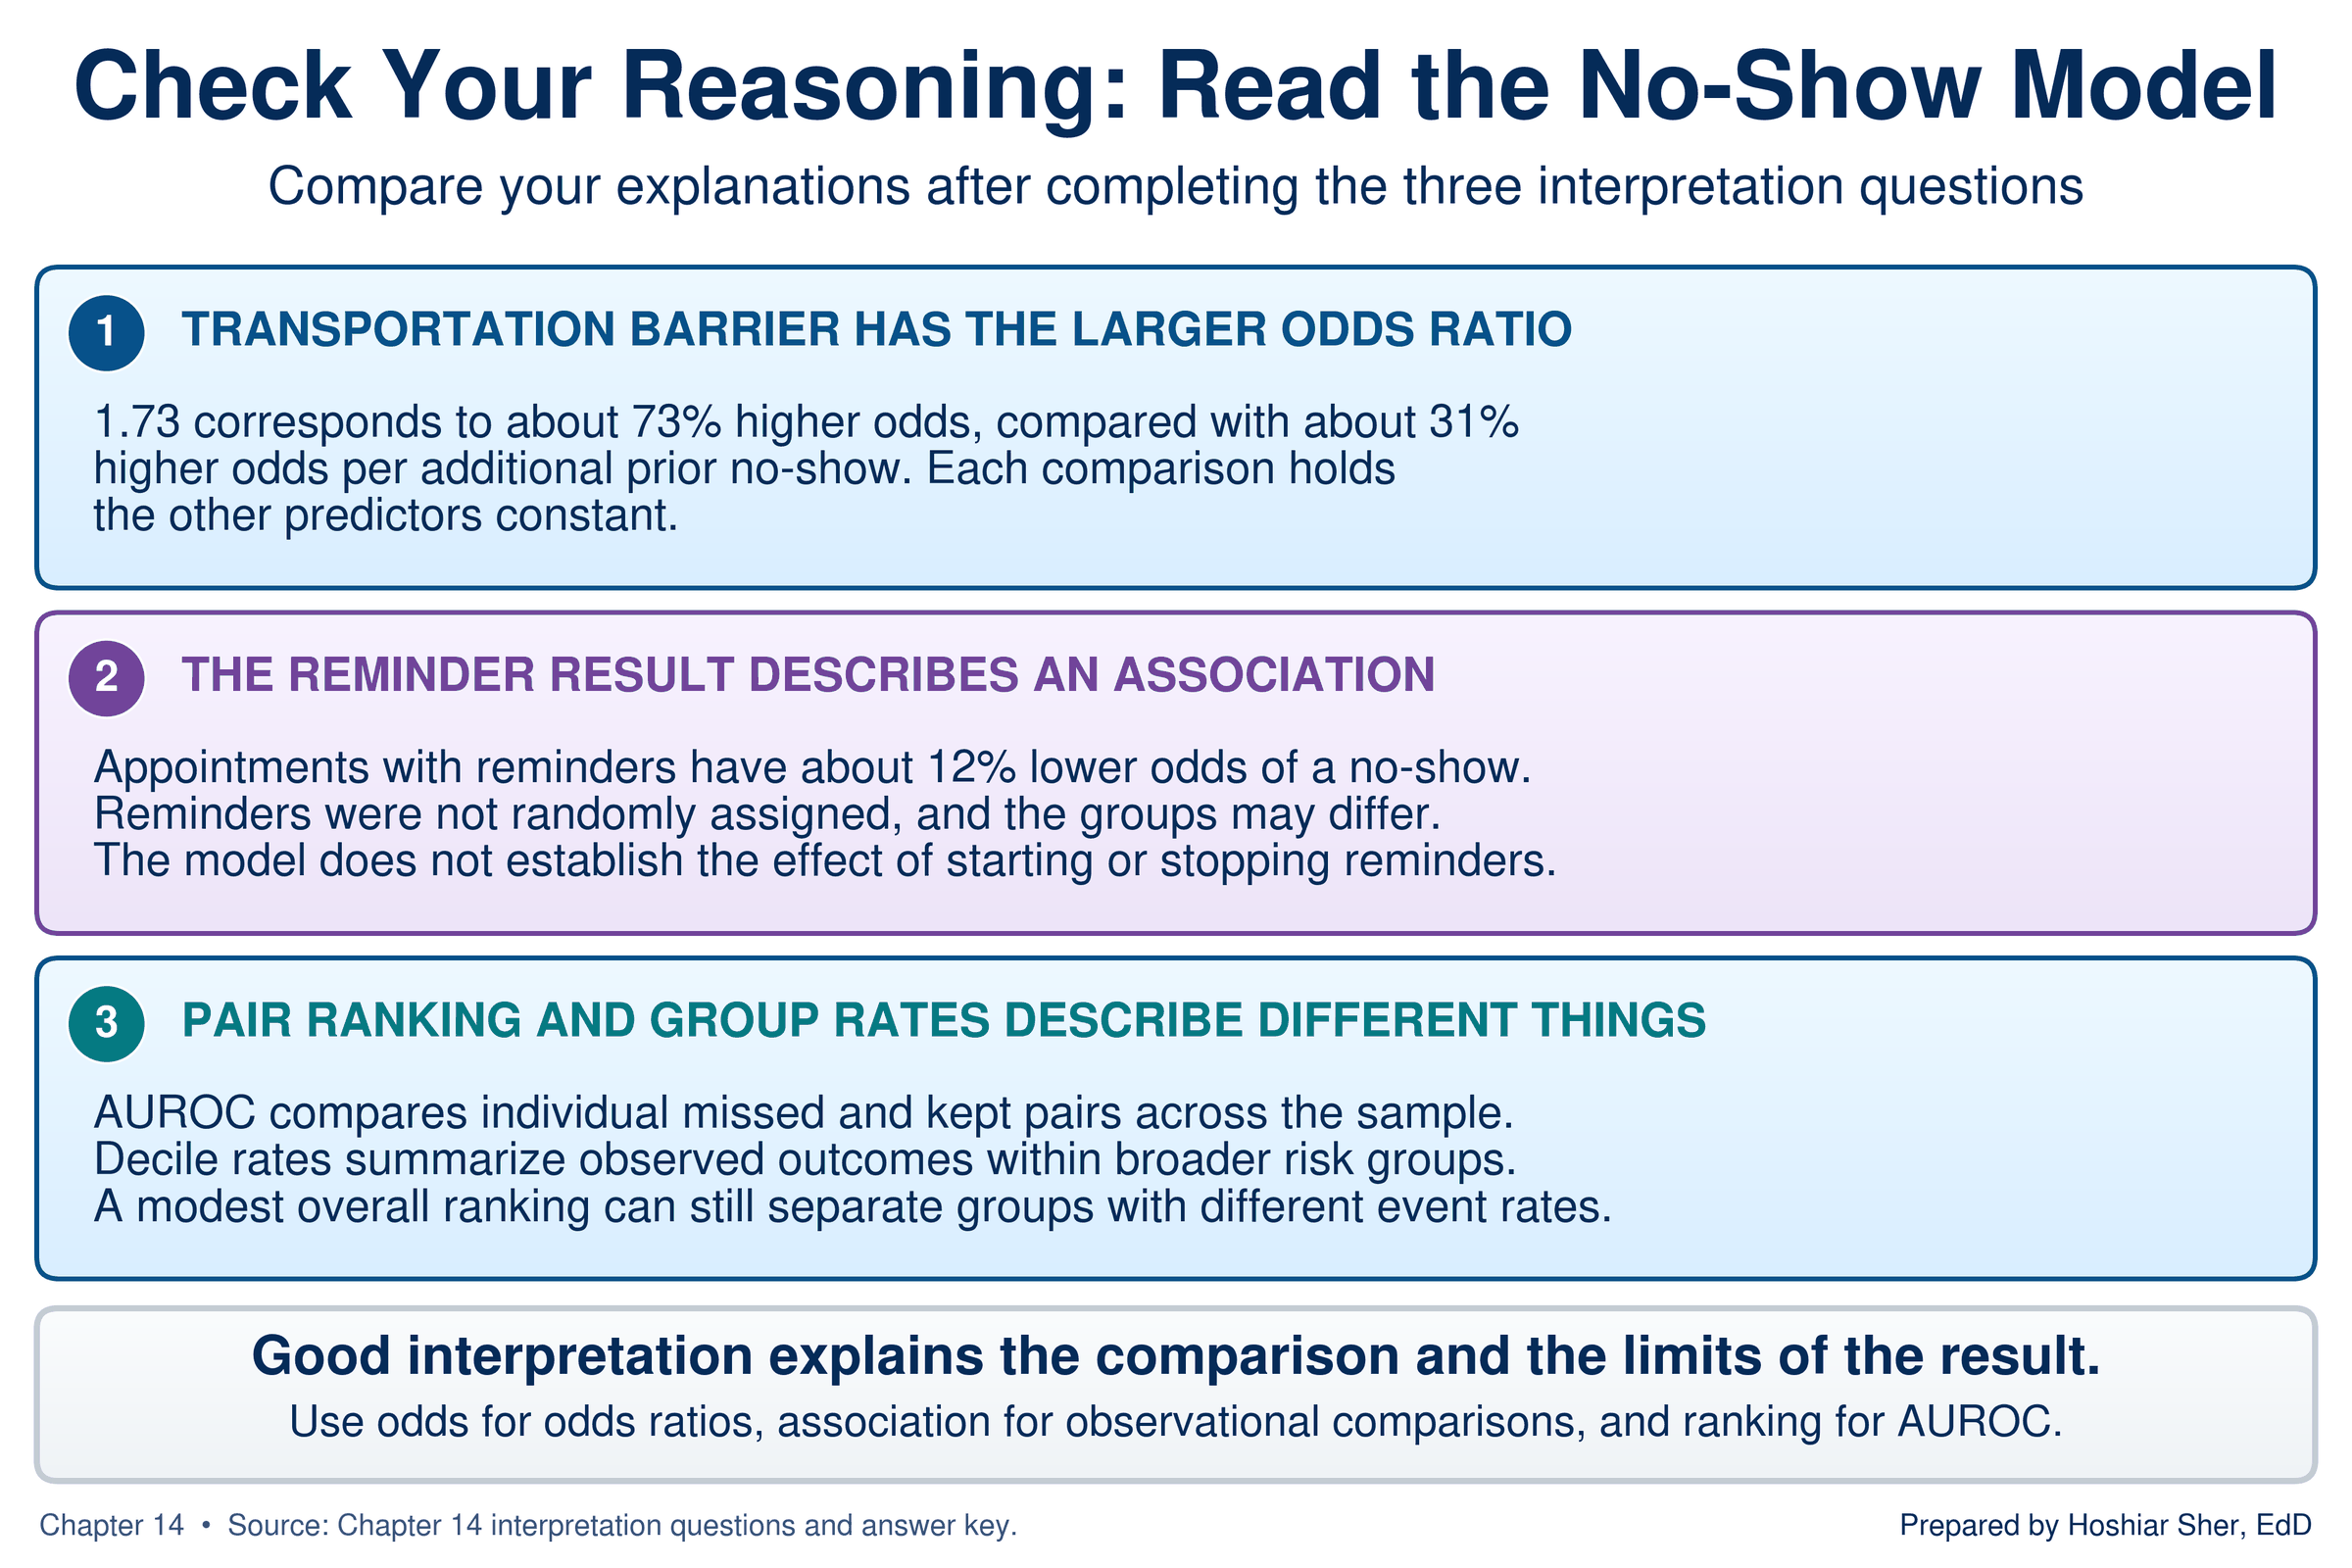 Check Your Reasoning: Read the No-Show Model
Compare your explanations after completing the three interpretation questions
1 TRANSPORTATION BARRIER HAS THE LARGER ODDS RATIO
1.73 corresponds to about 73% higher odds, compared with about 31%
higher odds per additional prior no-show. Each comparison holds
the other predictors constant.
2 THE REMINDER RESULT DESCRIBES AN ASSOCIATION
Appointments with reminders have about 12% lower odds of a no-show.
Reminders were not randomly assigned, and the groups may differ.
The model does not establish the effect of starting or stopping reminders.
3 PAIR RANKING AND GROUP RATES DESCRIBE DIFFERENT THINGS
AUROC compares individual missed and kept pairs across the sample.
Decile rates summarize observed outcomes within broader risk groups.
A modest overall ranking can still separate groups with different event rates.
Good interpretation explains the comparison and the limits of the result.
Use odds for odds ratios, association for observational comparisons, and ranking for AUROC.
Chapter 14 • Source: Chapter 14 interpretation questions and answer key.
Prepared by Hoshiar Sher, EdD